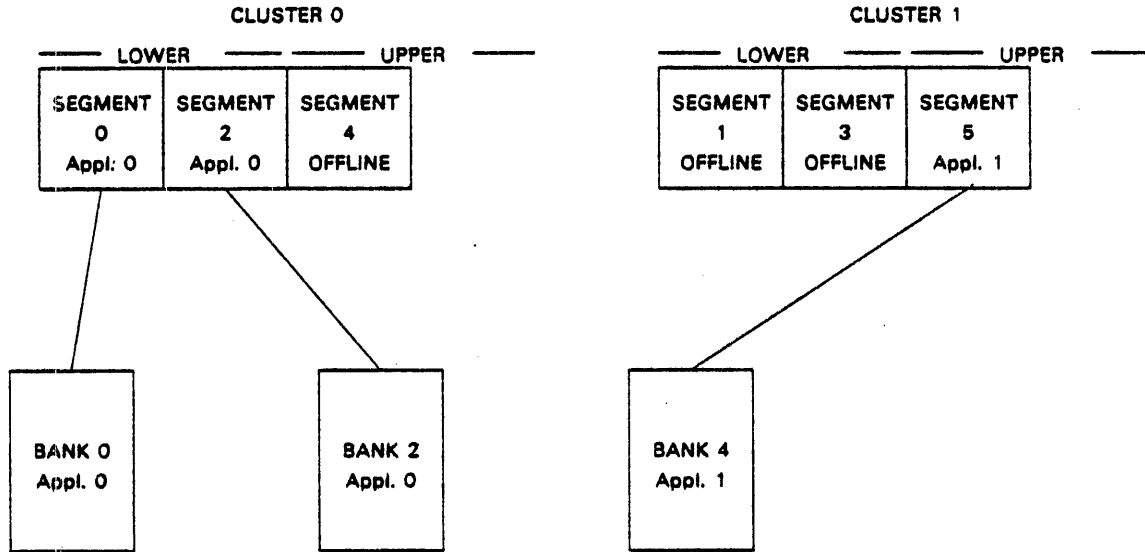 CLUSTER 0
CLUSTER 1
LOWER UPPER
LOWER UPPER
SEGMENT
0
Appl. 0
SEGMENT
2
Appl. 0
SEGMENT
4
OFFLINE
SEGMENT
1
OFFLINE
SEGMENT
3
OFFLINE
SEGMENT
5
Appl. 1
BANK 0
Appl. 0
BANK 2
Appl. 0
BANK 4
Appl. 1